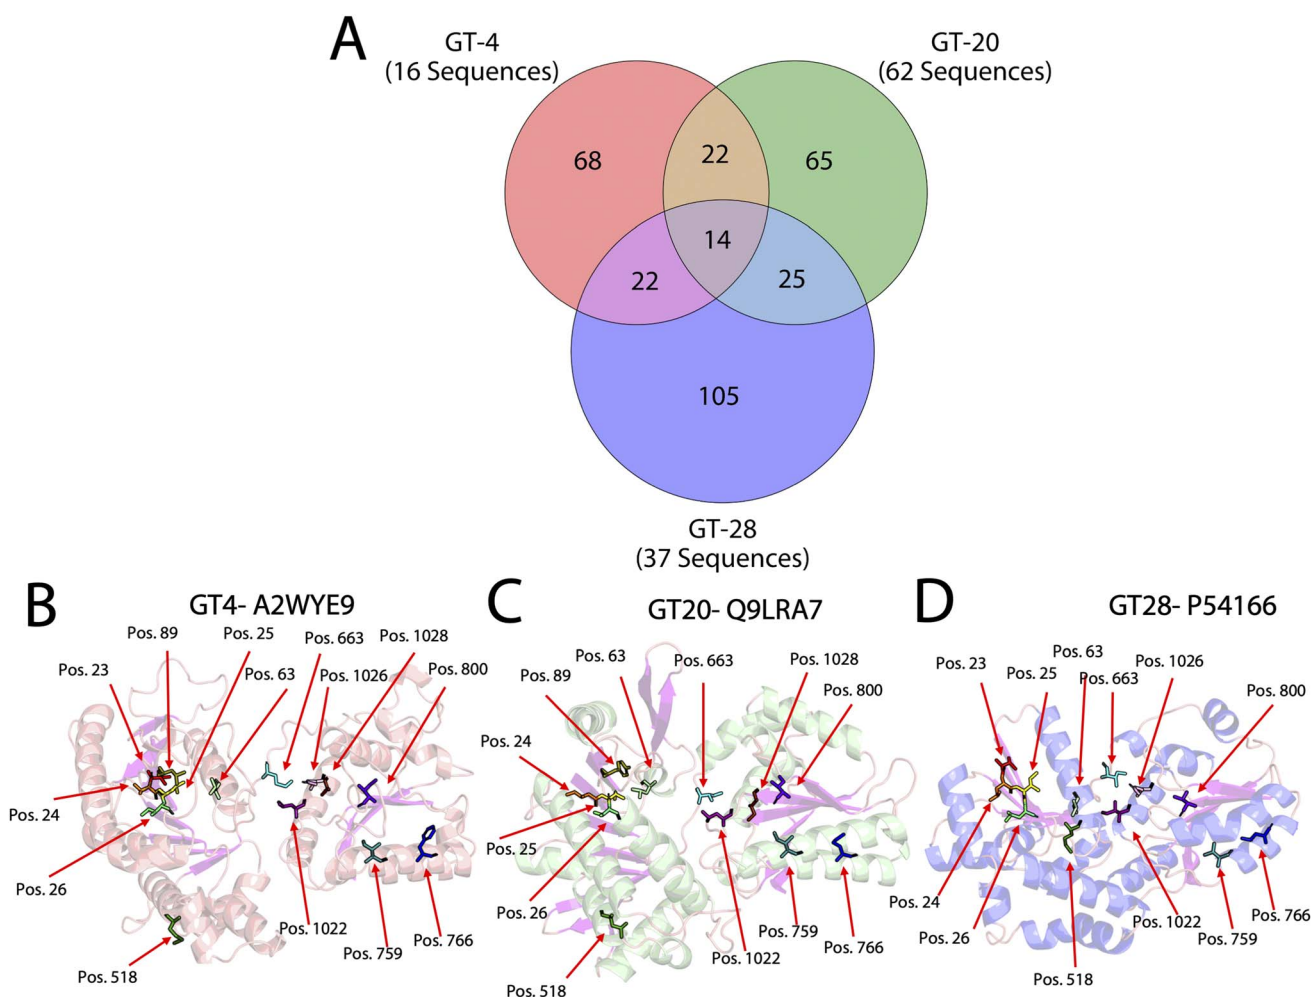 A
GT-4
(16 Sequences)
GT-20
(62 Sequences)
68
22
65
14
22
25
105
GT-28
(37 Sequences)
B
GT4- A2WYE9
Pos. 89
Pos. 25
Pos. 663
Pos. 1028
Pos. 23
Pos. 63
Pos. 1026
Pos. 800
Pos. 24
Pos. 26
Pos. 518
Pos. 1022
Pos. 759
Pos. 766
C
GT20- Q9LRA7
Pos. 63
Pos. 663
Pos. 1028
Pos. 89
Pos. 800
Pos. 24
Pos. 25
Pos. 26
Pos. 518
Pos. 1022
Pos. 759
Pos. 766
D
GT28- P54166
Pos. 63
Pos. 23
Pos. 25
Pos. 663
Pos. 1026
Pos. 800
Pos. 24
Pos. 26
Pos. 518
Pos. 1022
Pos. 759
Pos. 766